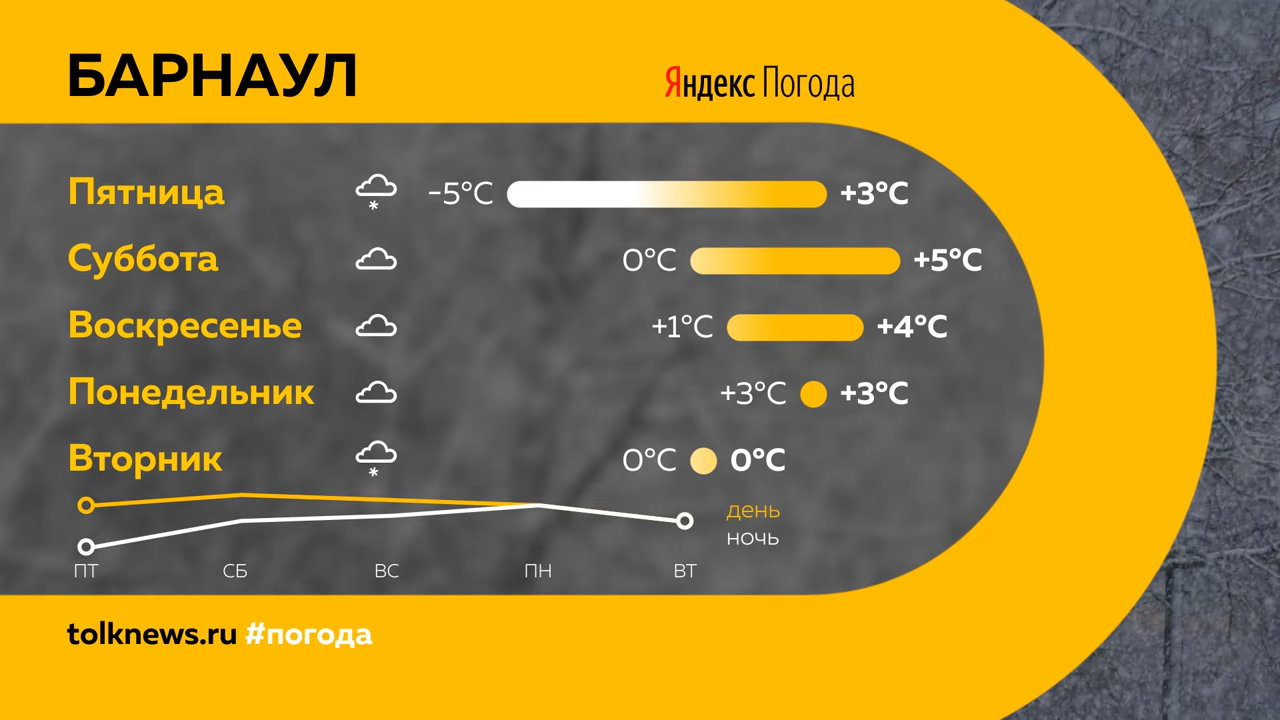 БАРНАУЛ
Яндекс Погода
Пятница −5°C +3°C
Суббота 0°C +5°C
Воскресенье +1°C +4°C
Понедельник +3°C +3°C
Вторник 0°C 0°C
день
ночь
ПТ СБ ВС ПН ВТ
tolknews.ru #погода